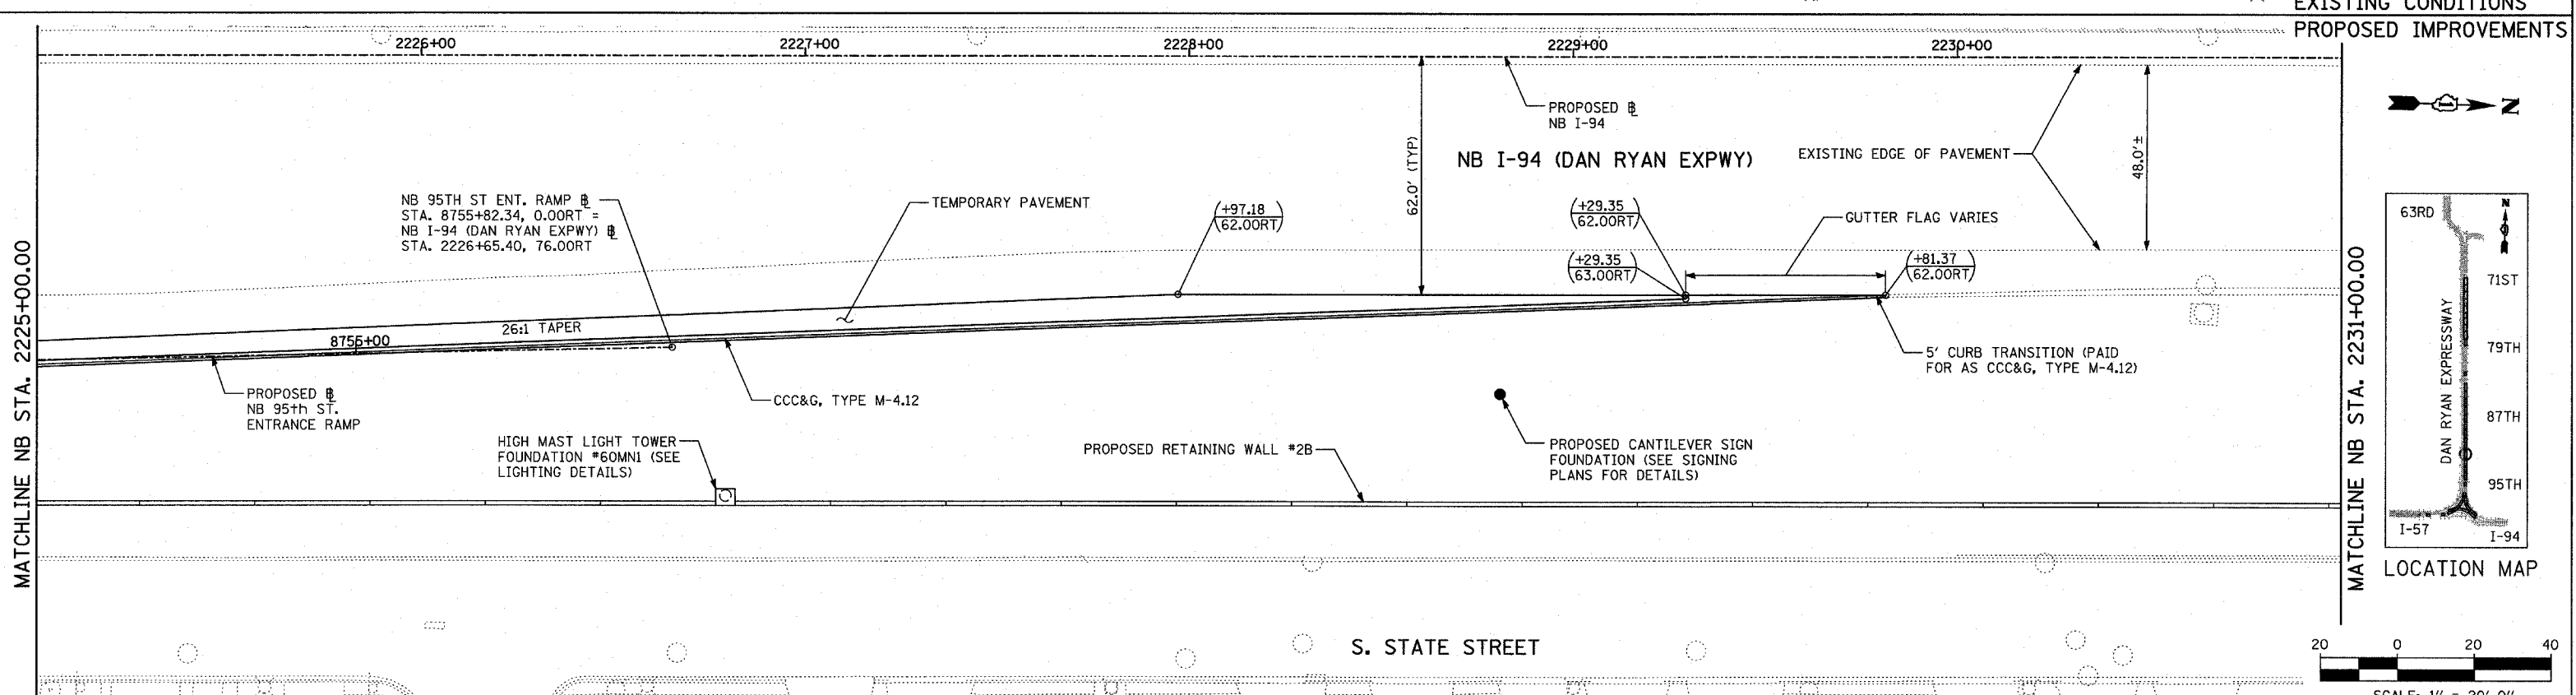 EXISTING CONDITIONS
PROPOSED IMPROVEMENTS
2226+00
2227+00
2228+00
2229+00
2230+00
PROPOSED ℄
NB I-94
NB I-94 (DAN RYAN EXPWY)
62.0' (TYP)
EXISTING EDGE OF PAVEMENT
48.0'±
N
NB 95TH ST ENT. RAMP ℄
STA. 8755+82.34, 0.00RT =
NB I-94 (DAN RYAN EXPWY) ℄
STA. 2226+65.40, 76.00RT
TEMPORARY PAVEMENT
+97.18
62.00RT
+29.35
62.00RT
+29.35
63.00RT
GUTTER FLAG VARIES
+81.37
62.00RT
26:1 TAPER
8755+00
PROPOSED ℄
NB 95th ST.
ENTRANCE RAMP
CCC&G, TYPE M-4.12
5' CURB TRANSITION (PAID
FOR AS CCC&G, TYPE M-4.12)
HIGH MAST LIGHT TOWER
FOUNDATION #60MN1 (SEE
LIGHTING DETAILS)
PROPOSED RETAINING WALL #2B
PROPOSED CANTILEVER SIGN
FOUNDATION (SEE SIGNING
PLANS FOR DETAILS)
MATCHLINE NB STA. 2225+00.00
MATCHLINE NB STA. 2231+00.00
S. STATE STREET
63RD
N
71ST
79TH
87TH
95TH
DAN RYAN EXPRESSWAY
I-57
I-94
LOCATION MAP
20 0 20 40